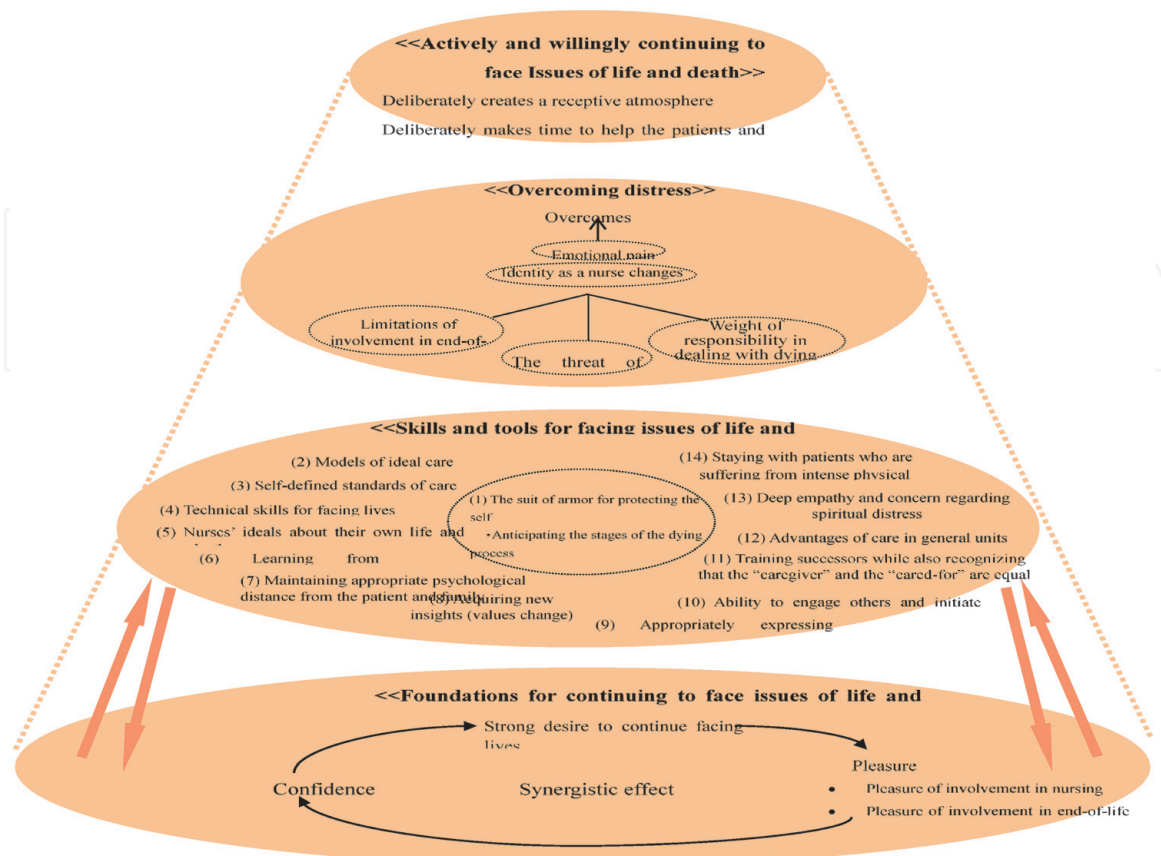 <<Actively and willingly continuing to
face Issues of life and death>>
Deliberately creates a receptive atmosphere
Deliberately makes time to help the patients and
<<Overcoming distress>>
Overcomes
Emotional pain
Identity as a nurse changes
Limitations of
involvement in end-of-
The threat of
Weight of
responsibility in
dealing with dying
<<Skills and tools for facing issues of life and
(1) The suit of armor for protecting the
self
・Anticipating the stages of the dying
process
(2) Models of ideal care
(3) Self-defined standards of care
(4) Technical skills for facing lives
(5) Nurses’ ideals about their own life and
(6) Learning from
(7) Maintaining appropriate psychological
distance from the patient and family
(8) Acquiring new
insights (values change)
(9) Appropriately expressing
(10) Ability to engage others and initiate
(11) Training successors while also recognizing
that the “caregiver” and the “cared-for” are equal
(12) Advantages of care in general units
(13) Deep empathy and concern regarding
spiritual distress
(14) Staying with patients who are
suffering from intense physical
<<Foundations for continuing to face issues of life and
Strong desire to continue facing
lives
Pleasure
• Pleasure of involvement in nursing
• Pleasure of involvement in end-of-life
Synergistic effect
Confidence